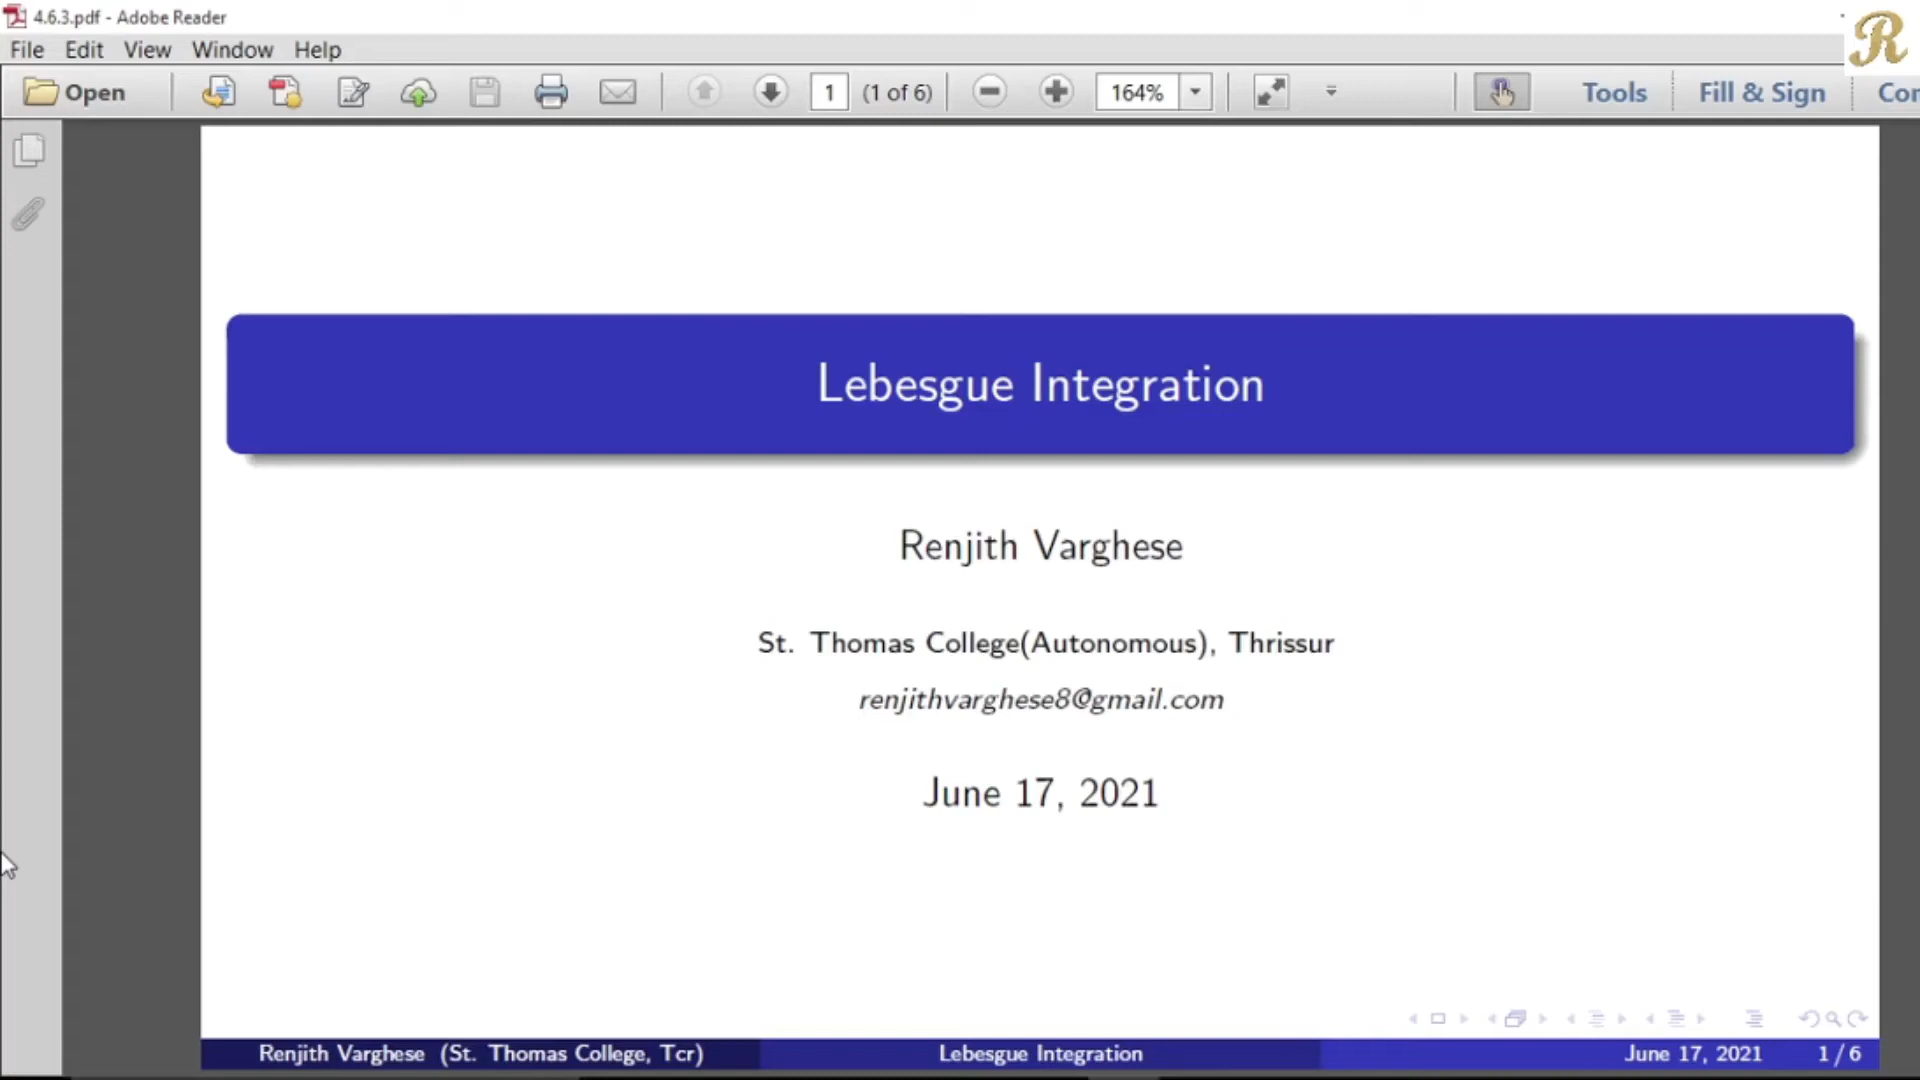 4.6.3.pdf - Adobe Reader
R
File Edit View Window Help
Open 1 (1 of 6) 164% Tools Fill & Sign
Lebesgue Integration
Renjith Varghese
St. Thomas College(Autonomous), Thrissur
renjithvarghese8@gmail.com
June 17, 2021
Renjith Varghese (St. Thomas College, Tcr) Lebesgue Integration June 17, 2021 1 / 6